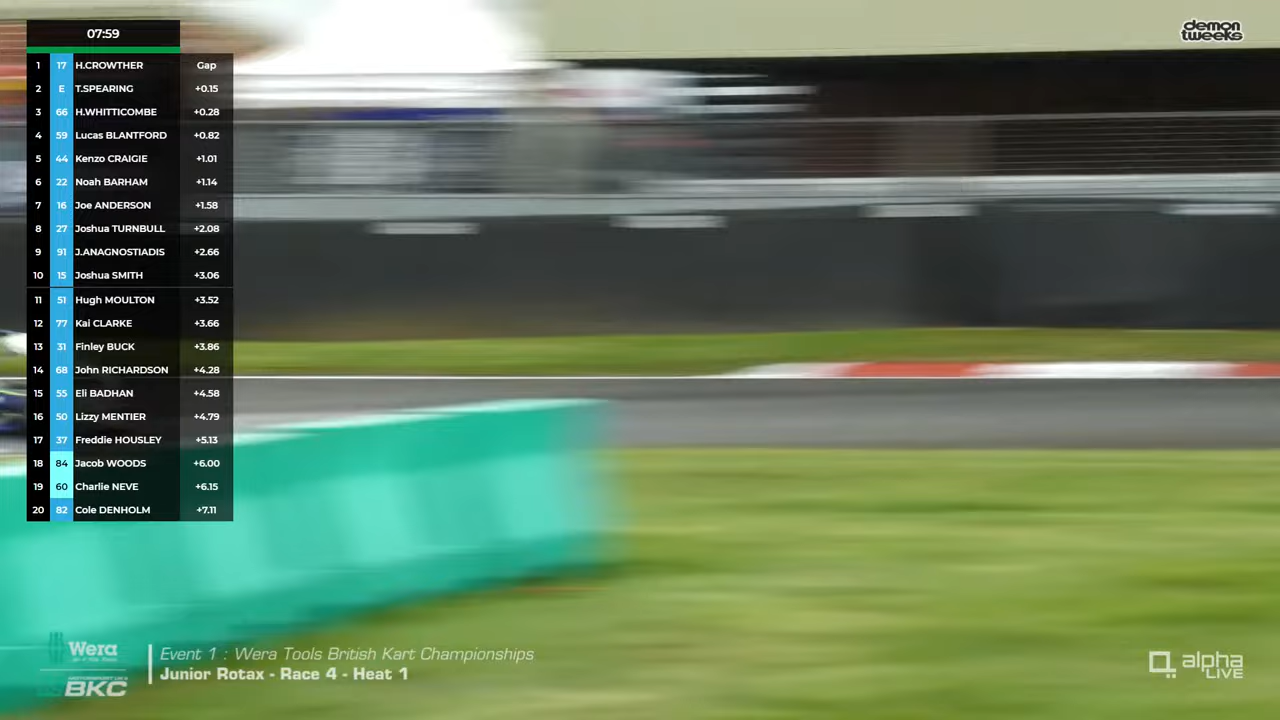 07:59
demon
tweeks
1 17 H.CROWTHER Gap
2 E T.SPEARING +0.15
3 66 H.WHITTICOMBE +0.28
4 59 Lucas BLANTFORD +0.82
5 44 Kenzo CRAIGIE +1.01
6 22 Noah BARHAM +1.14
7 16 Joe ANDERSON +1.58
8 27 Joshua TURNBULL +2.08
9 91 J.ANAGNOSTIADIS +2.66
10 15 Joshua SMITH +3.06
11 51 Hugh MOULTON +3.52
12 77 Kai CLARKE +3.66
13 31 Finley BUCK +3.86
14 68 John RICHARDSON +4.28
15 55 Eli BADHAN +4.58
16 50 Lizzy MENTIER +4.79
17 37 Freddie HOUSLEY +5.13
18 84 Jacob WOODS +6.00
19 60 Charlie NEVE +6.15
20 82 Cole DENHOLM +7.11
Wera
BKC
Event 1 : Wera Tools British Kart Championships
Junior Rotax - Race 4 - Heat 1
alpha
LIVE